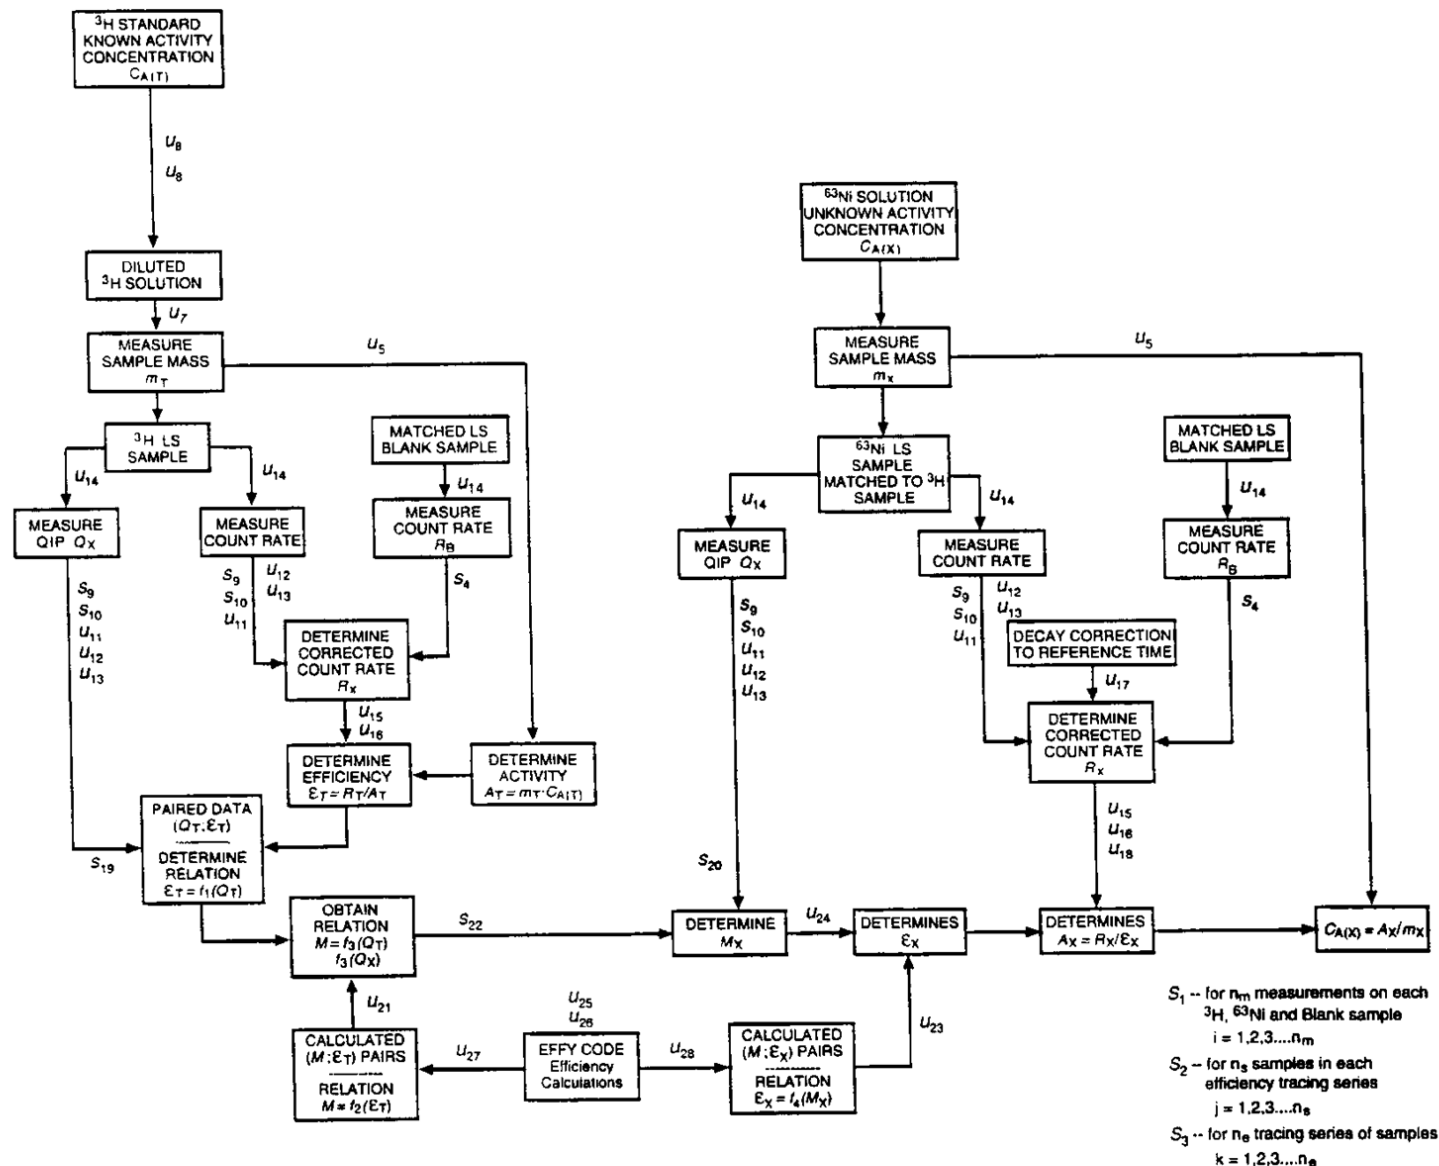 ³H STANDARD
KNOWN ACTIVITY
CONCENTRATION
C_A(T)
u₈
u₈
DILUTED
³H SOLUTION
u₇
MEASURE
SAMPLE MASS
m_T
u₅
³H LS
SAMPLE
u₁₄
u₁₄
MATCHED LS
BLANK SAMPLE
u₁₄
MEASURE
QIP Q_X
MEASURE
COUNT RATE
MEASURE
COUNT RATE
R_B
s₉
s₁₀
u₁₁
u₁₂
u₁₃
s₉
s₁₀
u₁₁
u₁₂
u₁₃
s₄
DETERMINE
CORRECTED
COUNT RATE
R_X
u₁₅
u₁₆
DETERMINE
EFFICIENCY
Ɛ_T = R_T/A_T
DETERMINE
ACTIVITY
A_T = m_T·C_A(T)
PAIRED DATA
(Q_T;Ɛ_T)
DETERMINE
RELATION
Ɛ_T = f₁(Q_T)
s₁₉
OBTAIN
RELATION
M = f₃(Q_T)
f₃(Q_X)
s₂₂
u₂₁
CALCULATED
(M;Ɛ_T) PAIRS
RELATION
M = f₂(Ɛ_T)
u₂₇
u₂₅
u₂₆
EFFY CODE
Efficiency
Calculations
u₂₈
CALCULATED
(M;Ɛ_X) PAIRS
RELATION
Ɛ_X = f₄(M_X)
u₂₃
⁶³Ni SOLUTION
UNKNOWN ACTIVITY
CONCENTRATION
C_A(X)
MEASURE
SAMPLE MASS
m_x
u₅
⁶³Ni LS
SAMPLE
MATCHED TO ³H
SAMPLE
u₁₄
u₁₄
MATCHED LS
BLANK SAMPLE
u₁₄
MEASURE
QIP Q_X
MEASURE
COUNT RATE
MEASURE
COUNT RATE
R_B
s₉
s₁₀
u₁₁
u₁₂
u₁₃
s₉
s₁₀
u₁₁
u₁₂
u₁₃
s₄
DECAY CORRECTION
TO REFERENCE TIME
u₁₇
DETERMINE
CORRECTED
COUNT RATE
R_X
u₁₅
u₁₆
u₁₈
s₂₀
DETERMINE
M_X
u₂₄
DETERMINES
Ɛ_X
DETERMINES
A_X = R_X/Ɛ_X
C_A(X) = A_X/m_X
S₁ -- for n_m measurements on each
³H, ⁶³Ni and Blank sample
i = 1,2,3....n_m
S₂ -- for n_s samples in each
efficiency tracing series
j = 1,2,3....n_s
S₃ -- for n_e tracing series of samples
k = 1,2,3....n_e